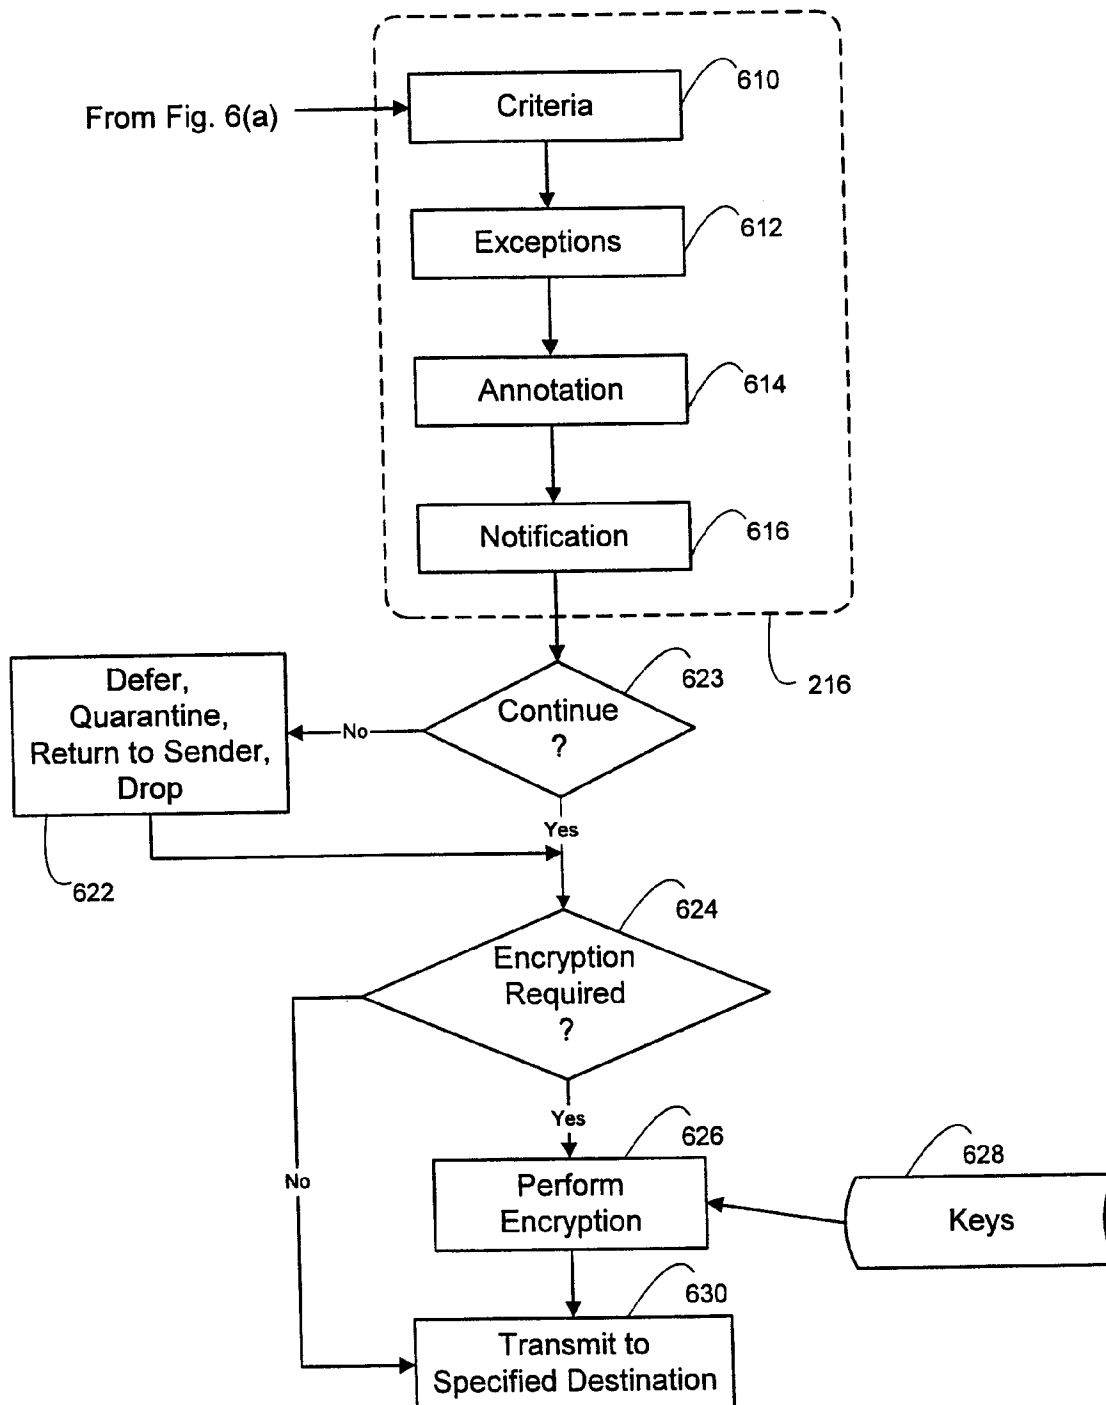 610
Criteria
From Fig. 6(a)
612
Exceptions
614
Annotation
616
Notification
623
216
Continue
?
No
Defer,
Quarantine,
Return to Sender,
Drop
Yes
622
624
Encryption
Required
?
Yes
626
628
No
Perform
Encryption
Keys
630
Transmit to
Specified Destination